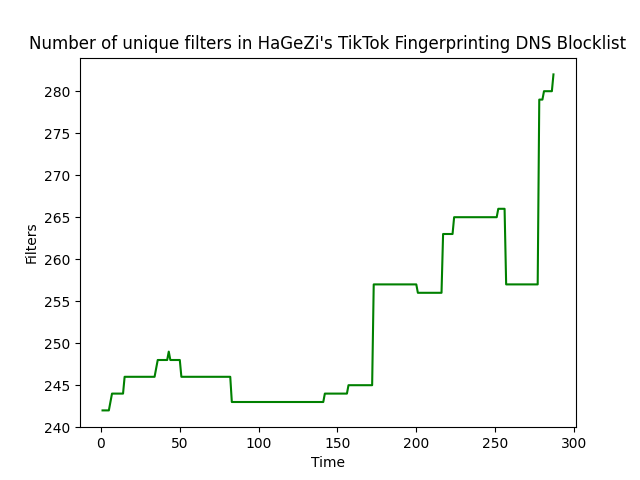 Number of unique filters in HaGeZi's TikTok Fingerprinting DNS Blocklist
280
275
270
265
260
255
250
245
240
Filters
0 50 100 150 200 250 300
Time